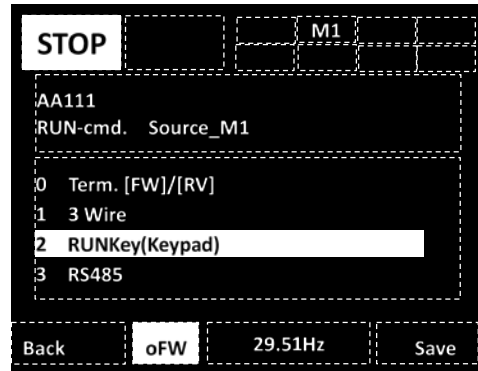 STOP
M1
AA111
RUN-cmd. Source_M1
0 Term. [FW]/[RV]
1 3 Wire
2 RUNKey(Keypad)
3 RS485
Back oFW 29.51Hz Save